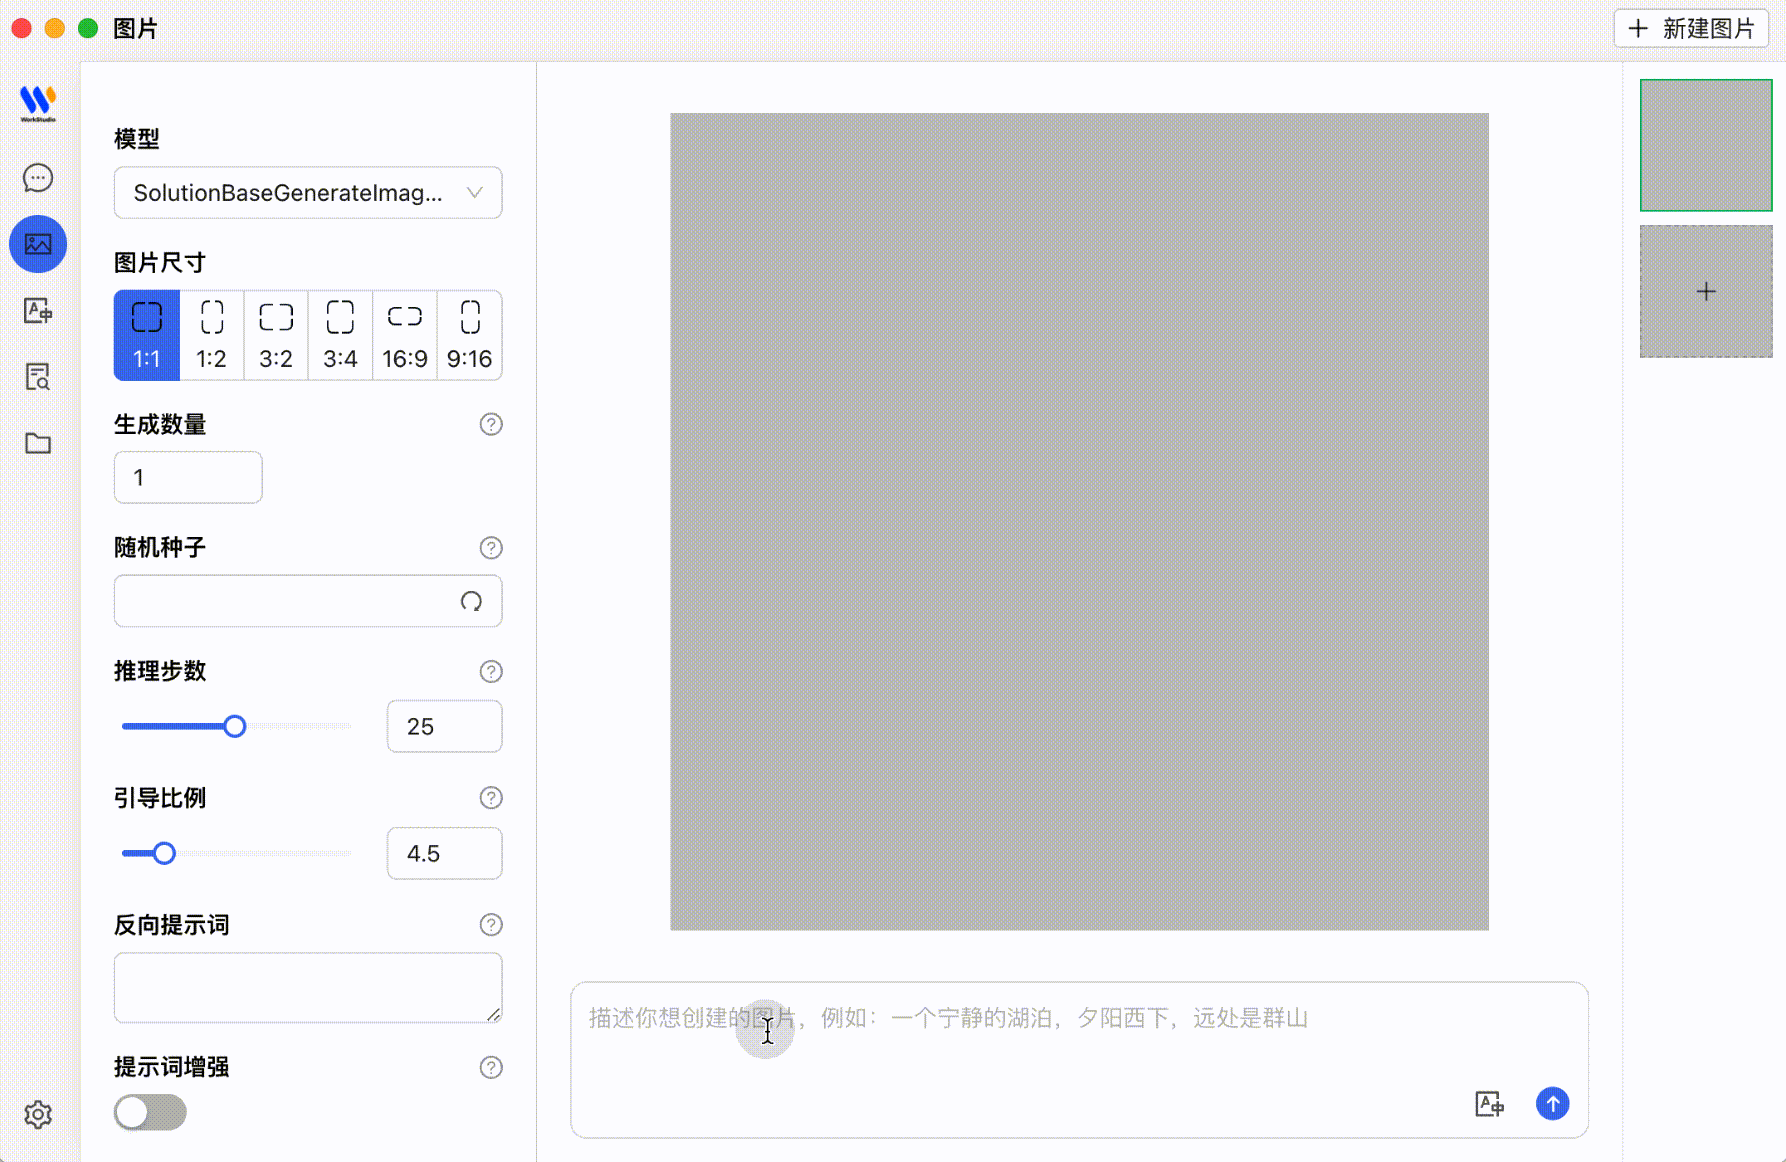 图片
新建图片
WorkStudio
模型
SolutionBaseGenerateImag...
图片尺寸
1:1 1:2 3:2 3:4 16:9 9:16
生成数量
1
随机种子
推理步数
25
引导比例
4.5
反向提示词
提示词增强
描述你想创建的图片，例如：一个宁静的湖泊，夕阳西下，远处是群山